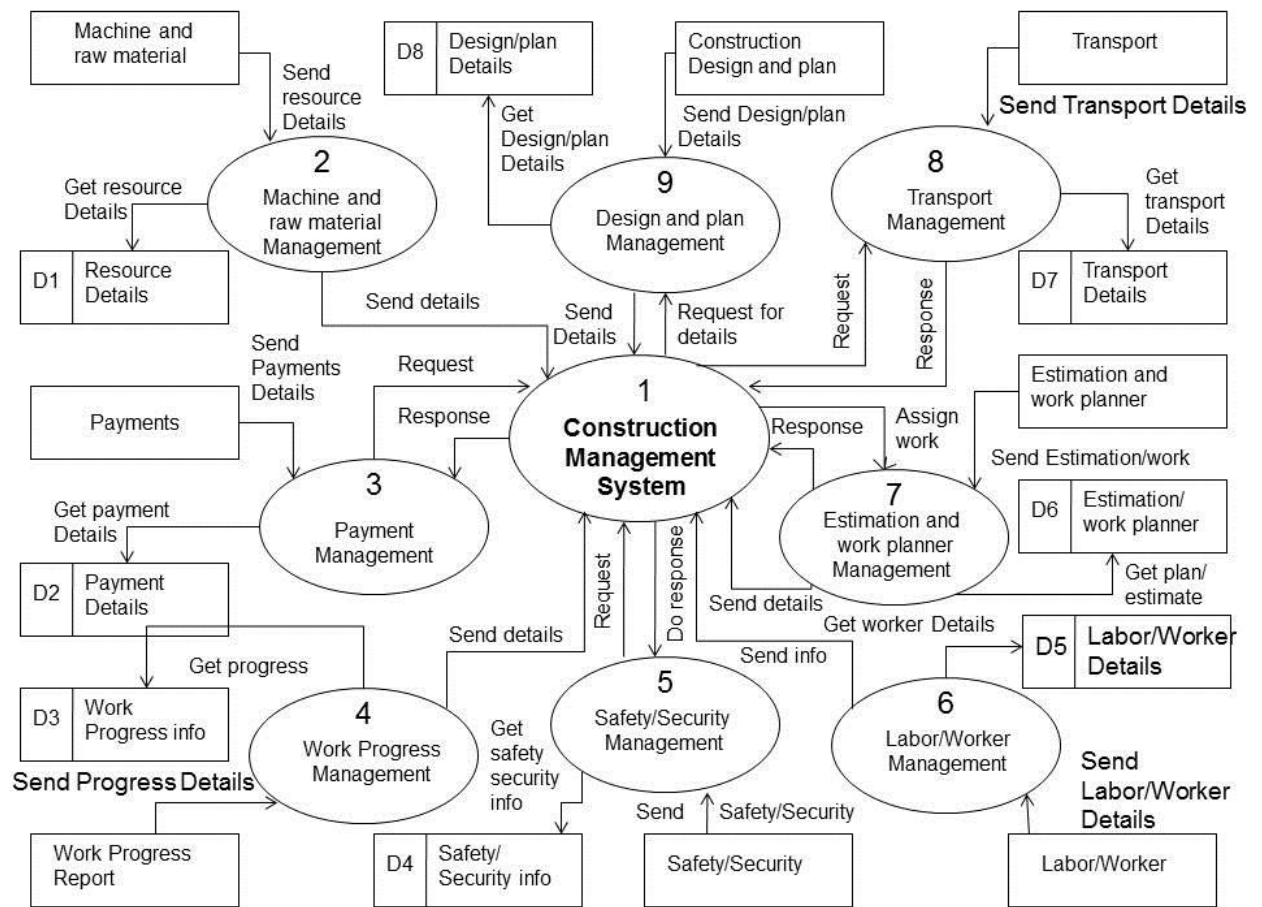 Machine and
raw material
Send
resource
Details
D8
Design/plan
Details
Get
Design/plan
Details
Construction
Design and plan
Send Design/plan
Details
Transport
Send Transport Details
2
Machine and
raw material
Management
9
Design and plan
Management
8
Transport
Management
Get resource
Details
Get
transport
Details
D1
Resource
Details
D7
Transport
Details
Send details
Send
Details
Request for
details
Request
Response
Send
Payments
Details
Request
Response
Payments
1
Construction
Management
System
Response
Assign
work
Estimation and
work planner
Send Estimation/work
3
Payment
Management
7
Estimation and
work planner
Management
D6
Estimation/
work planner
Get plan/
estimate
Get payment
Details
D2
Payment
Details
Send details
Request
Do response
Send details
Send info
Get worker Details
D5
Labor/Worker
Details
Get progress
D3
Work
Progress info
4
Work Progress
Management
5
Safety/Security
Management
6
Labor/Worker
Management
Send Progress Details
Get
safety
security
info
Send
Safety/Security
Send
Labor/Worker
Details
Work Progress
Report
D4
Safety/
Security info
Safety/Security
Labor/Worker